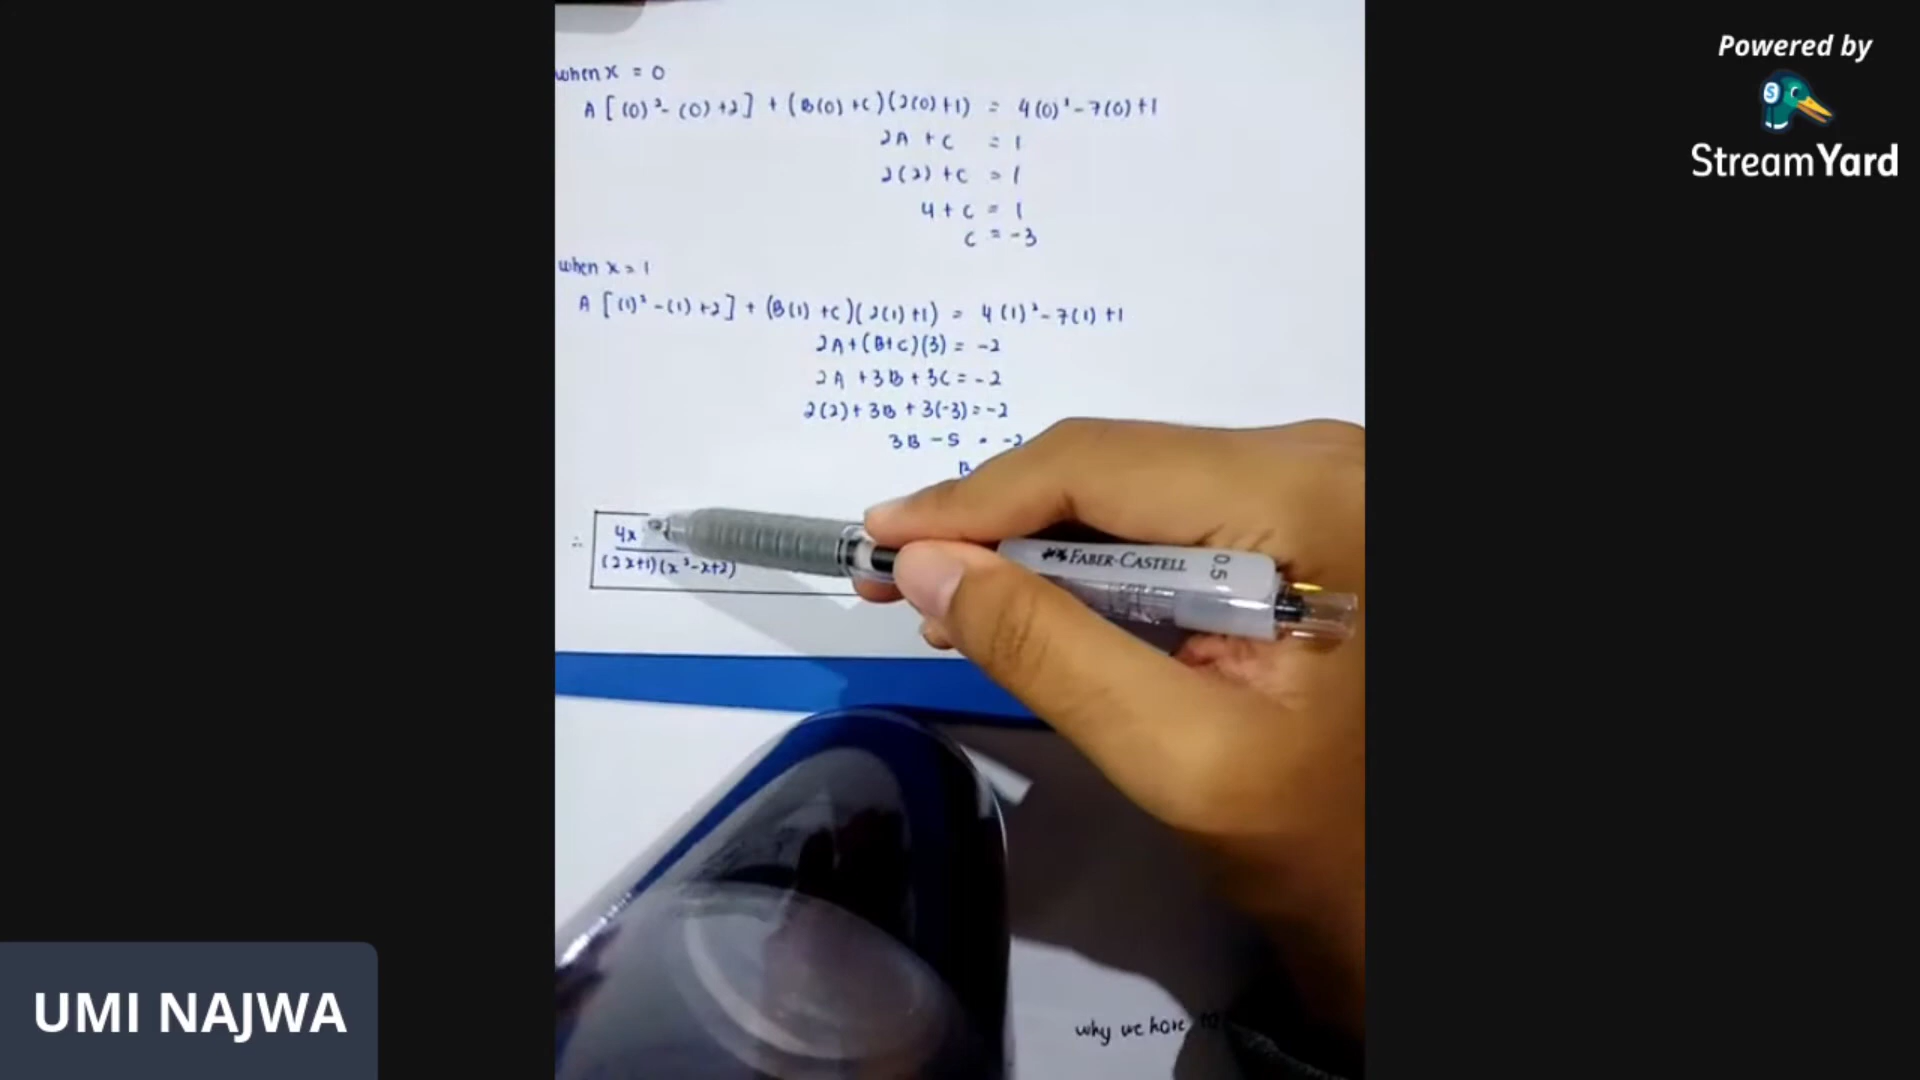 when x = 0
A [(0)² - (0) + 2] + (B(0) + C)(2(0)+1) = 4(0)² - 7(0) + 1
2A + C = 1
2(2) + C = 1
4 + C = 1
C = -3
when x = 1
A [(1)² - (1) + 2] + (B(1) + C)(2(1)+1) = 4(1)² - 7(1) + 1
2A + (B+C)(3) = -2
2A + 3B + 3C = -2
2(2) + 3B + 3(-3) = -2
3B - 5 = -2
B
∴ 4x
(2x+1)(x²-x+2)
FABER-CASTELL 0.5
why we have to
Powered by
StreamYard
UMI NAJWA